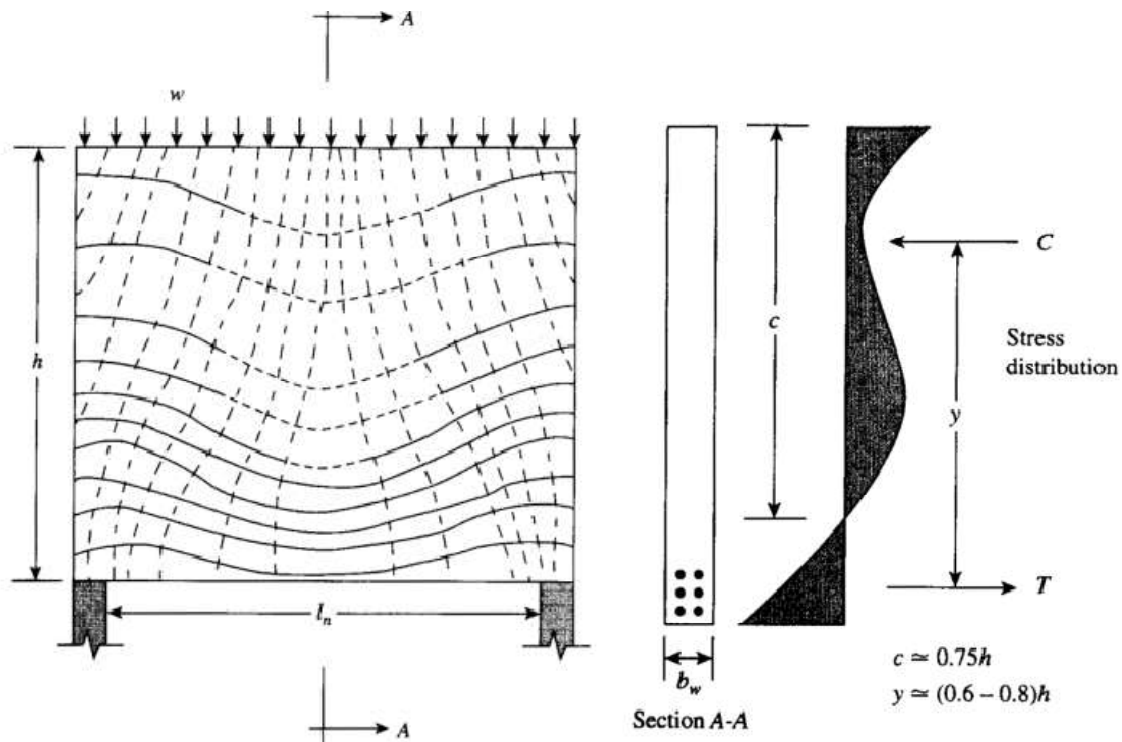 A
w
h
l_n
A
c
b_w
Section A-A
C
y
Stress
distribution
T
c ≃ 0.75h
y ≃ (0.6 – 0.8)h